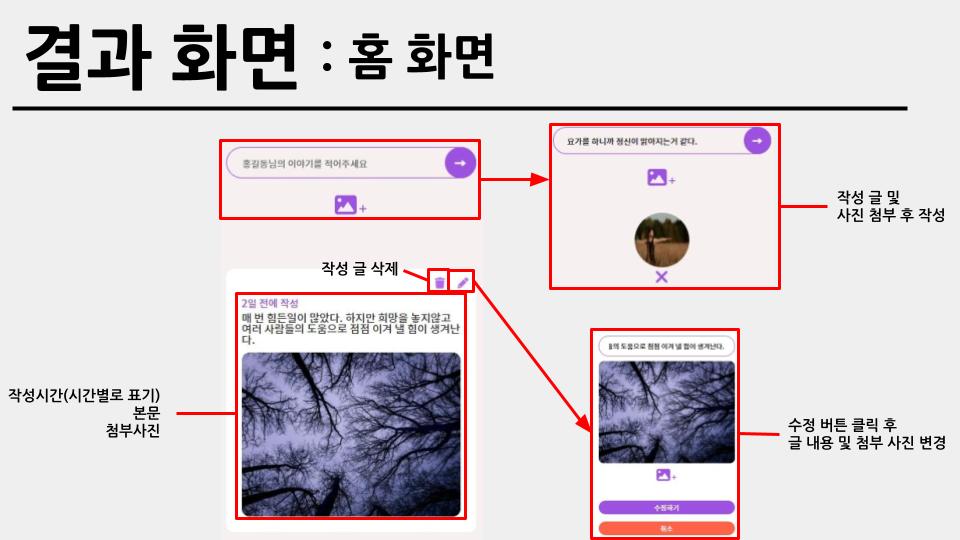 결과 화면 : 홈 화면
홍길동님의 이야기를 적어주세요
요가를 하니까 정신이 맑아지는거 같다.
작성 글 및
사진 첨부 후 작성
작성 글 삭제
2일 전에 작성
매 번 힘든일이 많았다. 하지만 희망을 놓지않고
여러 사람들의 도움으로 점점 이겨 낼 힘이 생겨난
다.
작성시간(시간별로 표기)
본문
첨부사진
의 도움으로 점점 이겨 낼 힘이 생겨난다.
수정하기
취소
수정 버튼 클릭 후
글 내용 및 첨부 사진 변경